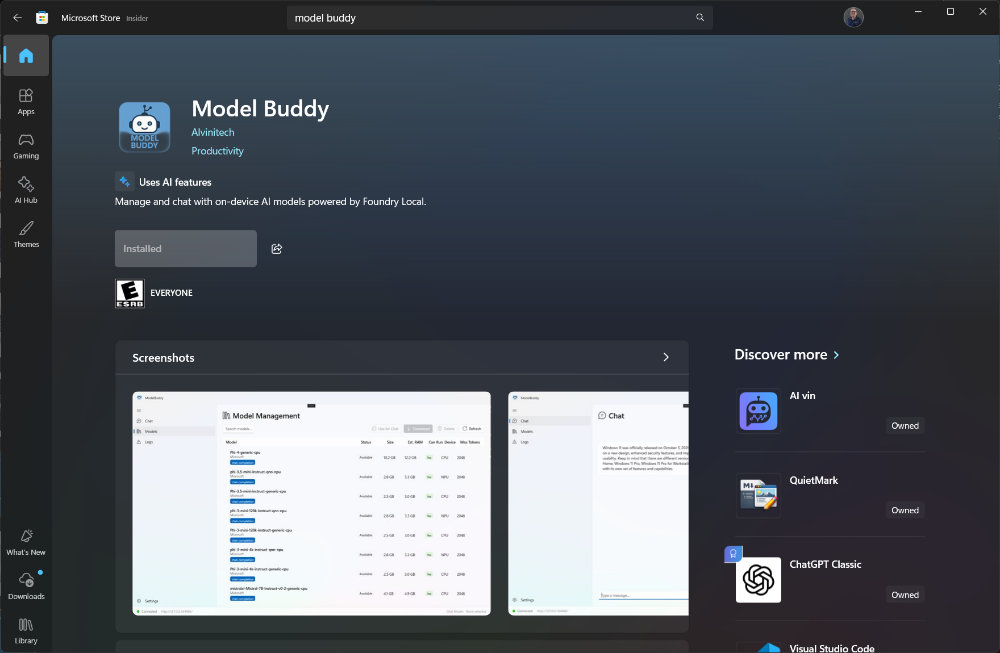 Microsoft Store Insider
model buddy
Apps
Gaming
AI Hub
Themes
What's New
Downloads
Library
MODEL
BUDDY
Model Buddy
Alvinitech
Productivity
Uses AI features
Manage and chat with on-device AI models powered by Foundry Local.
Installed
E
ESRB
EVERYONE
Screenshots
ModelBuddy
Chat
Models
Logs
Settings
Connected http://127.0.0.1:64986/
Model Management
Search models...
Use for Chat Download Delete Refresh
Model Status Size Est. RAM Can Run Device Max Tokens
Phi-4-generic-cpu
Microsoft
chat-completion
Available 10.2 GB 12.2 GB Yes CPU 2048
phi-3.5-mini-instruct-qnn-npu
Microsoft
chat-completion
Available 2.8 GB 3.3 GB Yes NPU 2048
Phi-3.5-mini-instruct-generic-cpu
Microsoft
chat-completion
Available 2.5 GB 3.0 GB Yes CPU 2048
phi-3-mini-128k-instruct-qnn-npu
Microsoft
chat-completion
Available 2.8 GB 3.3 GB Yes NPU 2048
Phi-3-mini-128k-instruct-generic-cpu
Microsoft
chat-completion
Available 2.5 GB 3.0 GB Yes CPU 2048
phi-3-mini-4k-instruct-qnn-npu
Microsoft
chat-completion
Available 2.8 GB 3.3 GB Yes NPU 2048
Phi-3-mini-4k-instruct-generic-cpu
Microsoft
chat-completion
Available 2.5 GB 3.0 GB Yes CPU 2048
mistralai-Mistral-7B-Instruct-v0-2-generic-cpu
Microsoft
chat-completion
Available 4.1 GB 4.9 GB Yes CPU 2048
Chat Model: None selected
ModelBuddy
Chat
Models
Logs
Settings
Connected http://127.0.0.1:64986/
Chat
Windows 11 was officially released on October 5, 2021
on a new design, enhanced security features, and imp
usability. Keep in mind that there are different version
Home, Windows 11 Pro, Windows 11 Pro for Workstati
with its own set of features and capabilities.
Type a message...
Discover more
AI vin
Owned
M
QuietMark
Owned
ChatGPT Classic
Owned
Visual Studio Code